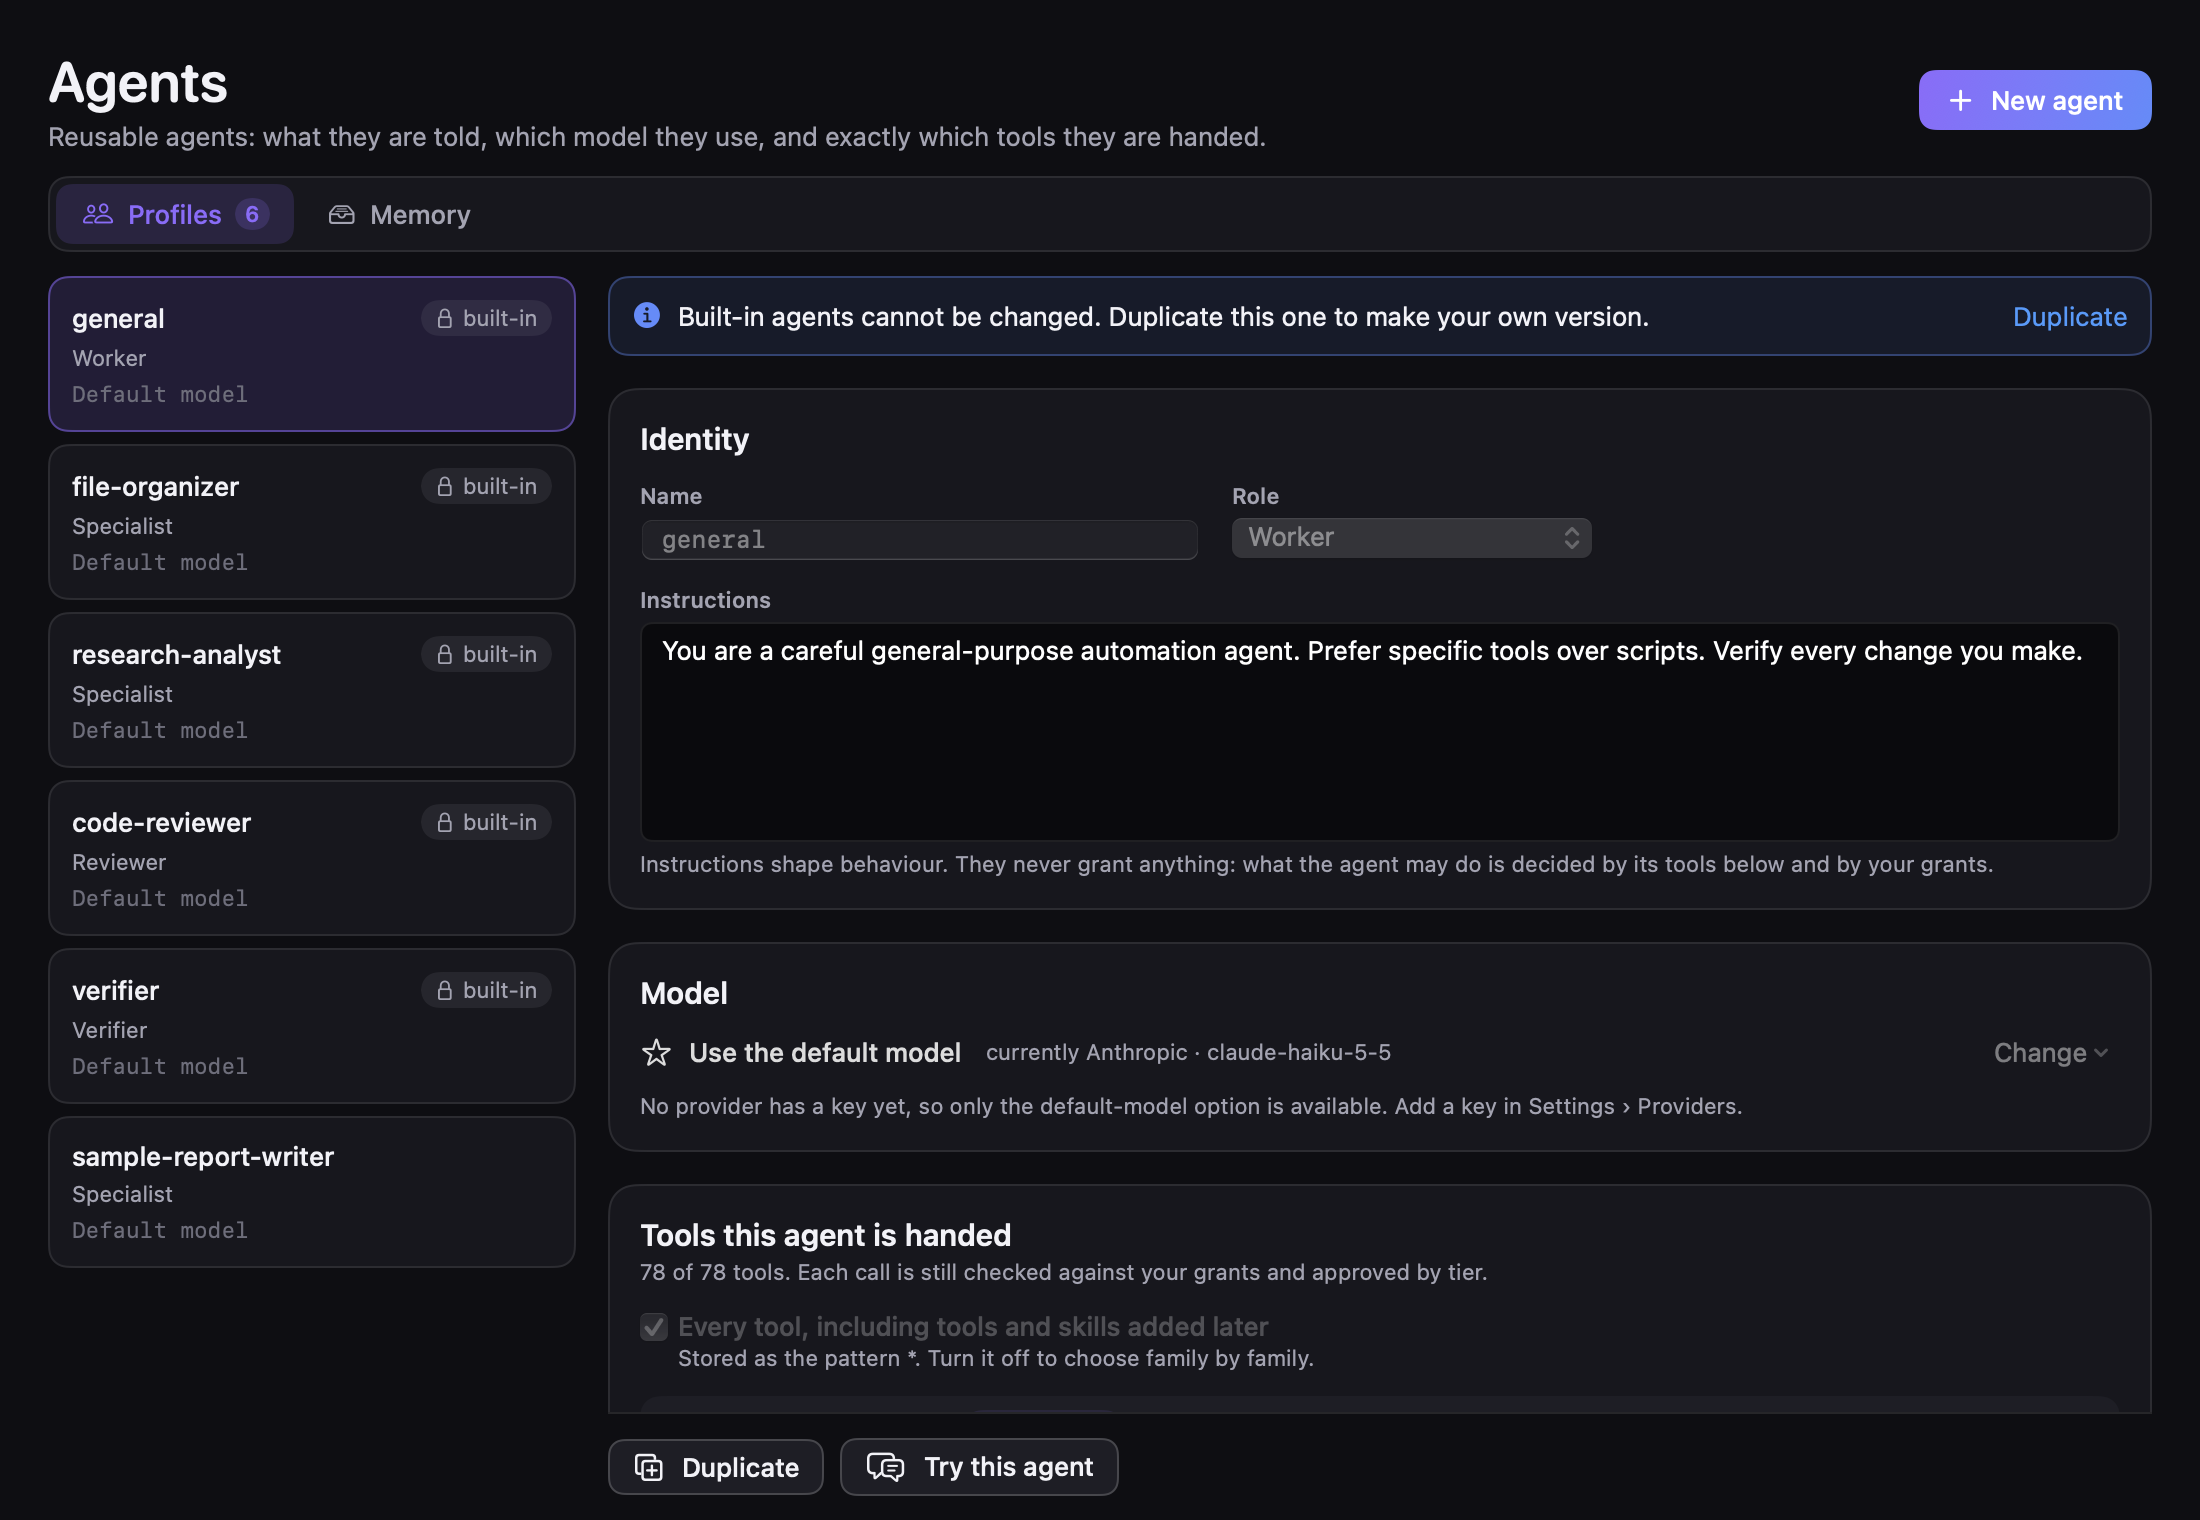 Agents
Reusable agents: what they are told, which model they use, and exactly which tools they are handed.
New agent
Profiles 6
Memory
general
built-in
Worker
Default model
file-organizer
built-in
Specialist
Default model
research-analyst
built-in
Specialist
Default model
code-reviewer
built-in
Reviewer
Default model
verifier
built-in
Verifier
Default model
sample-report-writer
Specialist
Default model
Built-in agents cannot be changed. Duplicate this one to make your own version.
Duplicate
Identity
Name
Role
general
Worker
Instructions
You are a careful general-purpose automation agent. Prefer specific tools over scripts. Verify every change you make.
Instructions shape behaviour. They never grant anything: what the agent may do is decided by its tools below and by your grants.
Model
Use the default model currently Anthropic · claude-haiku-5-5
Change
No provider has a key yet, so only the default-model option is available. Add a key in Settings › Providers.
Tools this agent is handed
78 of 78 tools. Each call is still checked against your grants and approved by tier.
Every tool, including tools and skills added later
Stored as the pattern *. Turn it off to choose family by family.
Duplicate
Try this agent